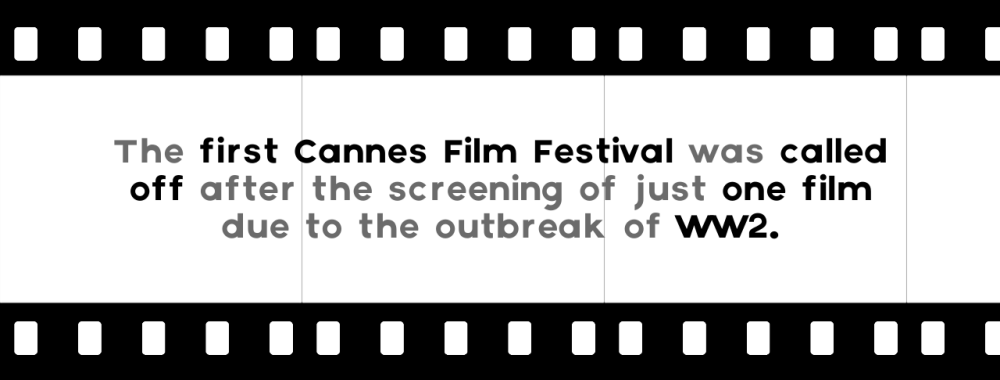 The first Cannes Film Festival was called
off after the screening of just one film
due to the outbreak of WW2.